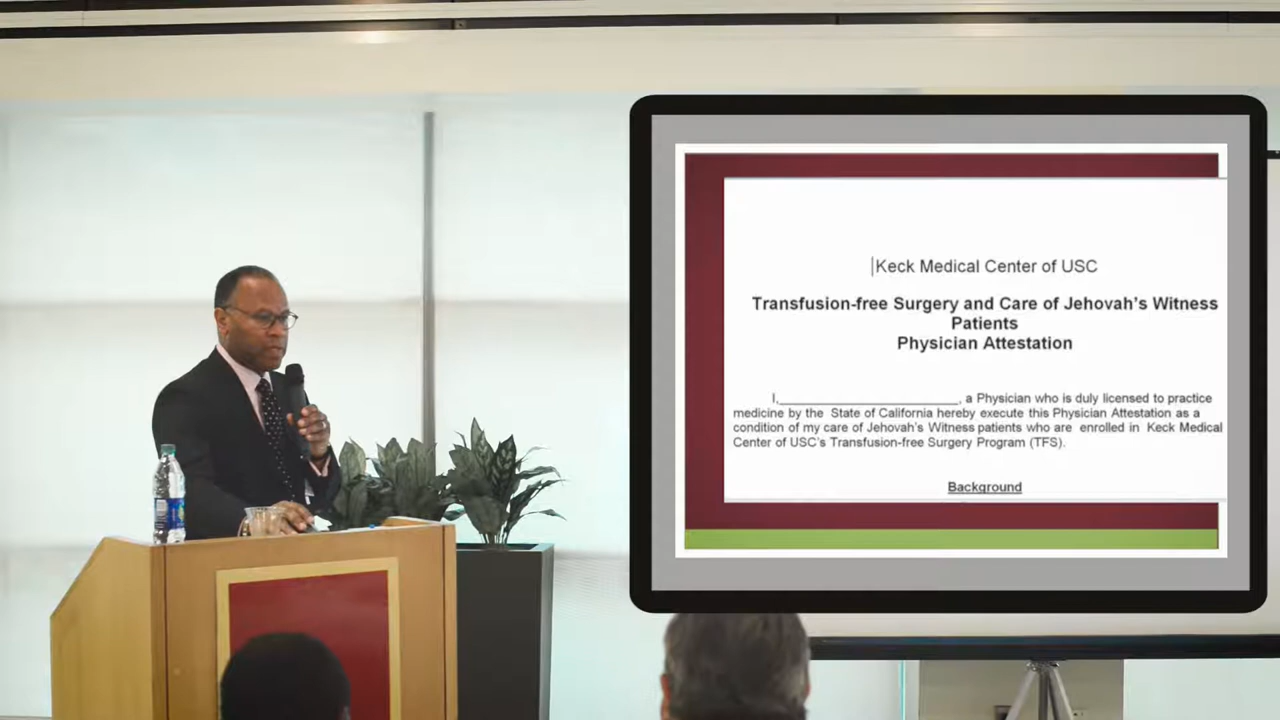 Keck Medical Center of USC
Transfusion-free Surgery and Care of Jehovah's Witness
Patients
Physician Attestation
I,______________________________, a Physician who is duly licensed to practice
medicine by the State of California hereby execute this Physician Attestation as a
condition of my care of Jehovah's Witness patients who are enrolled in Keck Medical
Center of USC's Transfusion-free Surgery Program (TFS).
Background